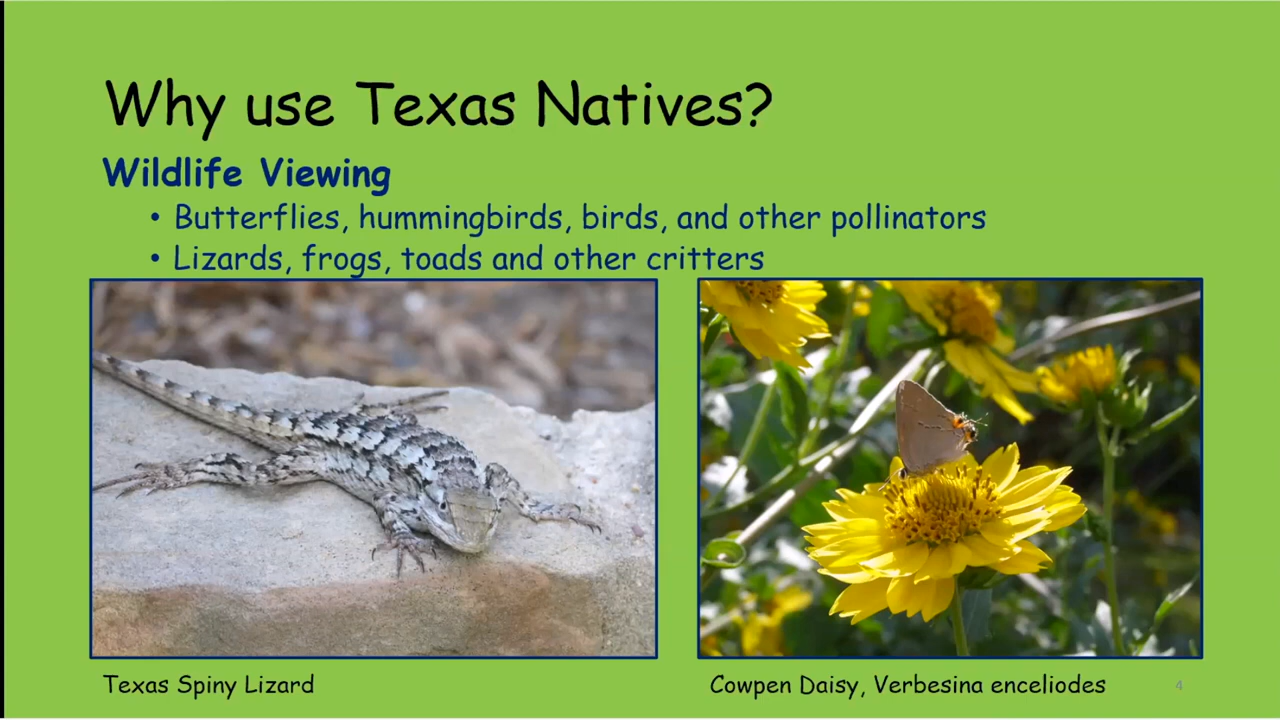 Why use Texas Natives?
Wildlife Viewing
• Butterflies, hummingbirds, birds, and other pollinators
• Lizards, frogs, toads and other critters
Texas Spiny Lizard
Cowpen Daisy, Verbesina enceliodes
4